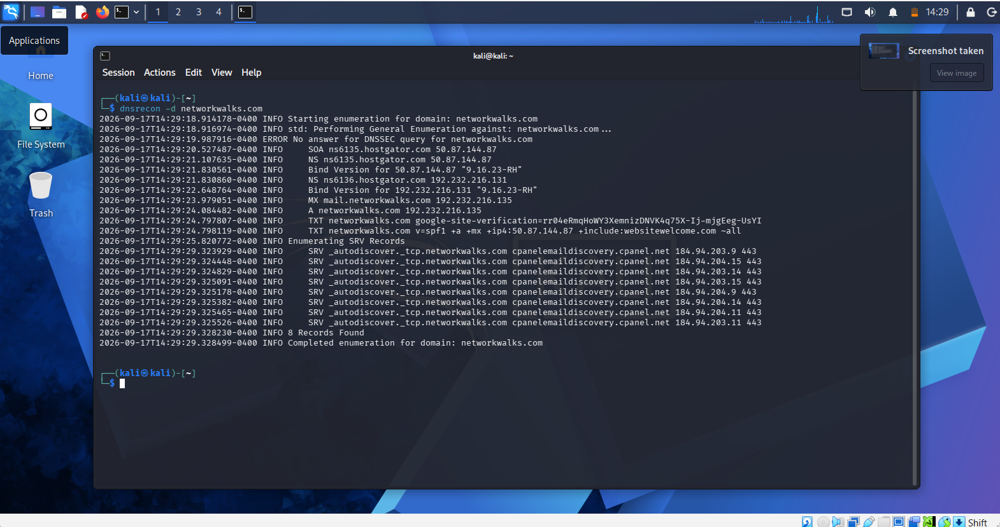 1 2 3 4 14:29
Applications
Screenshot taken
View image
kali@kali: ~
Session Actions Edit View Help
Home
File System
Trash
┌──(kali㉿kali)-[~]
└─$ dnsrecon -d networkwalks.com
2026-09-17T14:29:18.914178-0400 INFO Starting enumeration for domain: networkwalks.com
2026-09-17T14:29:18.916974-0400 INFO std: Performing General Enumeration against: networkwalks.com...
2026-09-17T14:29:19.987916-0400 ERROR No answer for DNSSEC query for networkwalks.com
2026-09-17T14:29:20.527487-0400 INFO SOA ns6135.hostgator.com 50.87.144.87
2026-09-17T14:29:21.107635-0400 INFO NS ns6135.hostgator.com 50.87.144.87
2026-09-17T14:29:21.830561-0400 INFO Bind Version for 50.87.144.87 "9.16.23-RH"
2026-09-17T14:29:21.830860-0400 INFO NS ns6136.hostgator.com 192.232.216.131
2026-09-17T14:29:22.648764-0400 INFO Bind Version for 192.232.216.131 "9.16.23-RH"
2026-09-17T14:29:23.979051-0400 INFO MX mail.networkwalks.com 192.232.216.135
2026-09-17T14:29:24.084482-0400 INFO A networkwalks.com 192.232.216.135
2026-09-17T14:29:24.797807-0400 INFO TXT networkwalks.com google-site-verification=rr04eRmqHoWY3XemnizDNVK4q75X-Ij-mjgEeg-UsYI
2026-09-17T14:29:24.798119-0400 INFO TXT networkwalks.com v=spf1 +a +mx +ip4:50.87.144.87 +include:websitewelcome.com ~all
2026-09-17T14:29:25.820772-0400 INFO Enumerating SRV Records
2026-09-17T14:29:29.323929-0400 INFO SRV _autodiscover._tcp.networkwalks.com cpanelemaildiscovery.cpanel.net 184.94.203.9 443
2026-09-17T14:29:29.324448-0400 INFO SRV _autodiscover._tcp.networkwalks.com cpanelemaildiscovery.cpanel.net 184.94.204.15 443
2026-09-17T14:29:29.324829-0400 INFO SRV _autodiscover._tcp.networkwalks.com cpanelemaildiscovery.cpanel.net 184.94.203.14 443
2026-09-17T14:29:29.325091-0400 INFO SRV _autodiscover._tcp.networkwalks.com cpanelemaildiscovery.cpanel.net 184.94.203.15 443
2026-09-17T14:29:29.325178-0400 INFO SRV _autodiscover._tcp.networkwalks.com cpanelemaildiscovery.cpanel.net 184.94.204.9 443
2026-09-17T14:29:29.325382-0400 INFO SRV _autodiscover._tcp.networkwalks.com cpanelemaildiscovery.cpanel.net 184.94.204.14 443
2026-09-17T14:29:29.325465-0400 INFO SRV _autodiscover._tcp.networkwalks.com cpanelemaildiscovery.cpanel.net 184.94.204.11 443
2026-09-17T14:29:29.325526-0400 INFO SRV _autodiscover._tcp.networkwalks.com cpanelemaildiscovery.cpanel.net 184.94.203.11 443
2026-09-17T14:29:29.328230-0400 INFO 8 Records Found
2026-09-17T14:29:29.328499-0400 INFO Completed enumeration for domain: networkwalks.com
┌──(kali㉿kali)-[~]
└─$
Shift